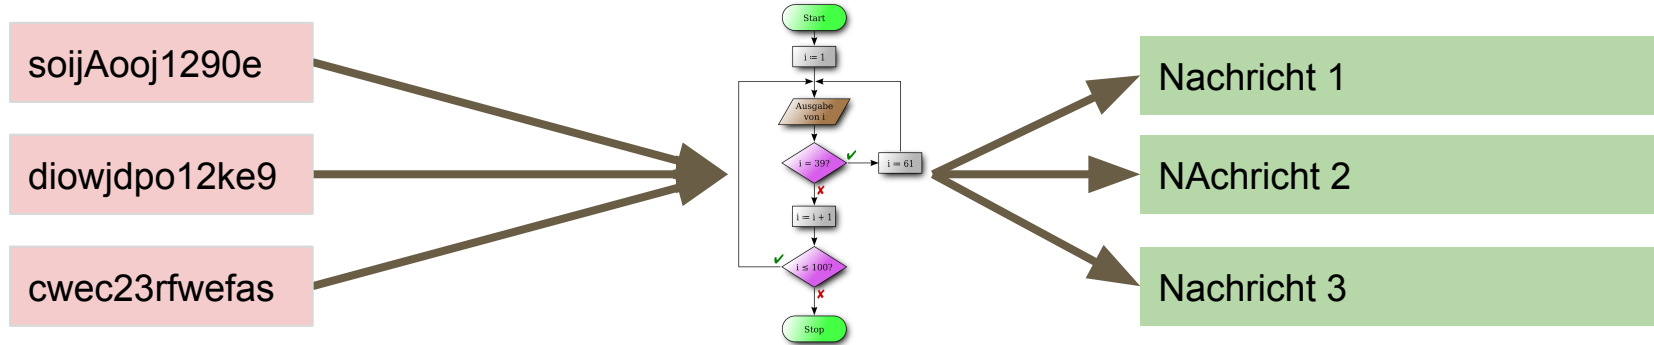 soijAooj1290e
diowjdpo12ke9
cwec23rfwefas
Start
i ≔ 1
Ausgabe
von i
i = 39?
i ≔ 61
i ≔ i + 1
i ≤ 100?
Stop
Nachricht 1
NAchricht 2
Nachricht 3